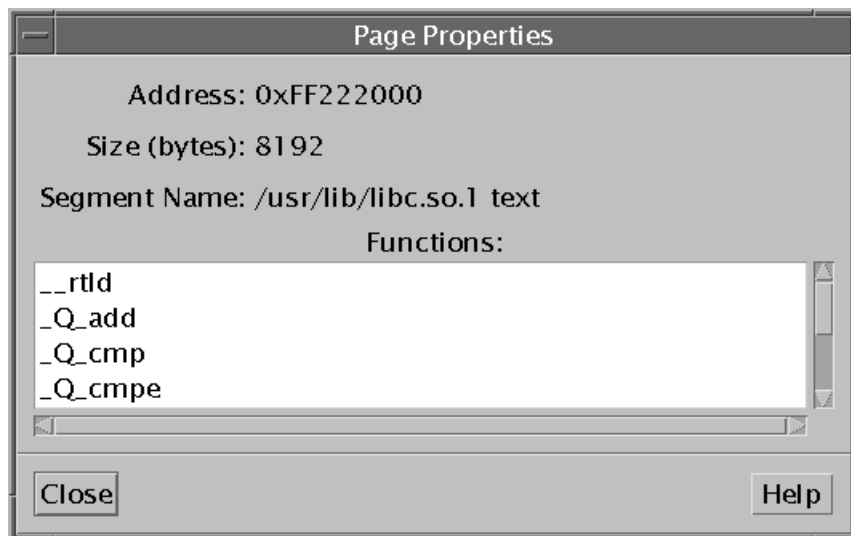 Page Properties
Address: 0xFF222000
Size (bytes): 8192
Segment Name: /usr/lib/libc.so.1 text
Functions:
__rtld
_Q_add
_Q_cmp
_Q_cmpe
Close Help